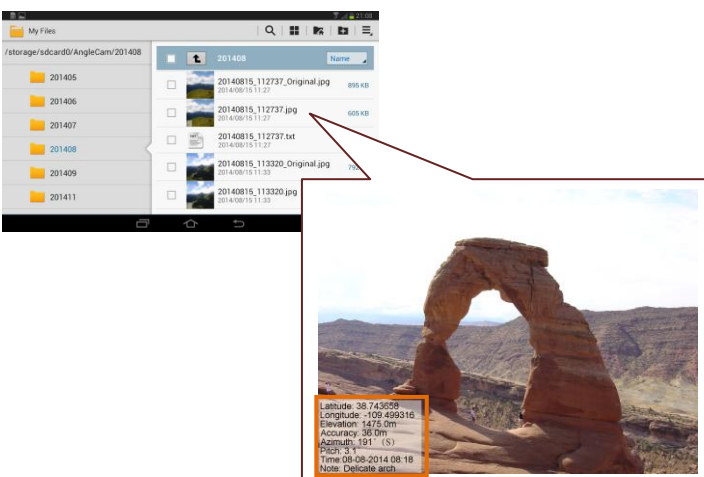 21:08
My Files
/storage/sdcard0/AngleCam/201408
201405
201406
201407
201408
201409
201411
201408
Name
20140815_112737_Original.jpg
2014/08/15 11:27
895 KB
20140815_112737.jpg
2014/08/15 11:27
605 KB
20140815_112737.txt
2014/08/15 11:27
20140815_113320_Original.jpg
2014/08/15 11:33
792
20140815_113320.jpg
2014/08/15 11:33
Latitude: 38.743658
Longitude: -109.499316
Elevation: 1475.0m
Accuracy: 36.0m
Azimuth: 191° (S)
Pitch: 3.1°
Time:08-08-2014 08:18
Note: Delicate arch